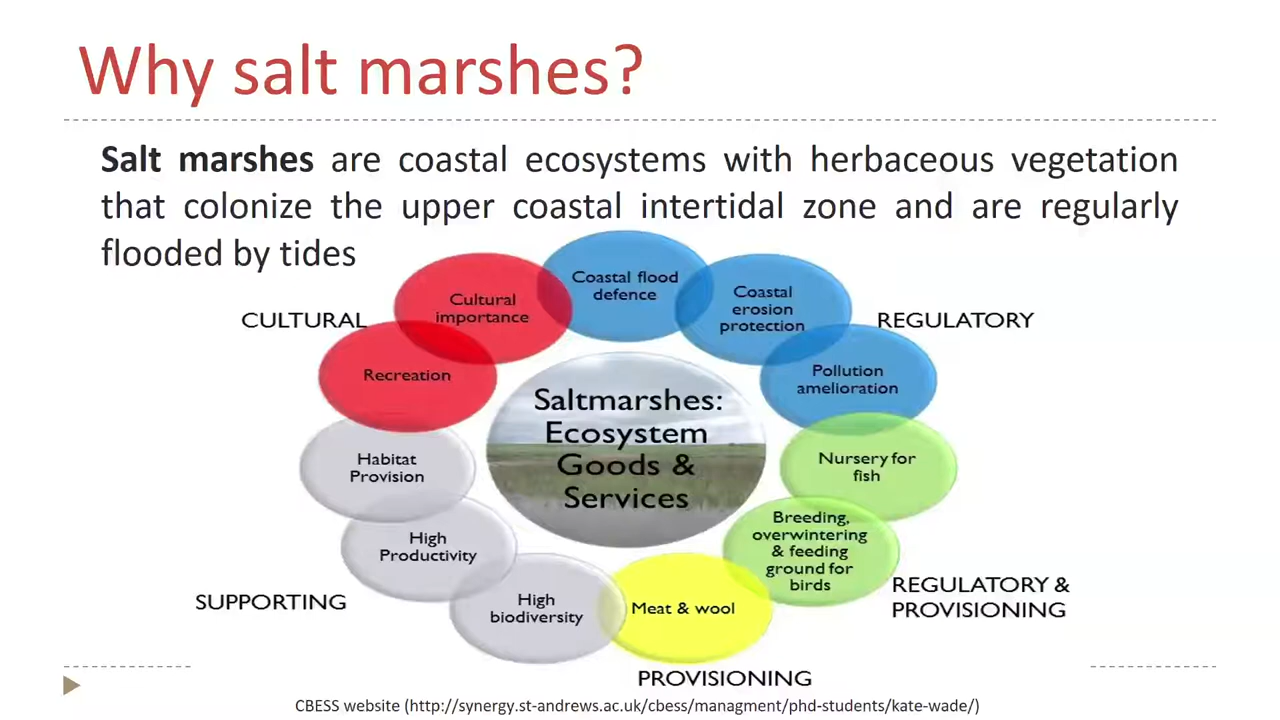 Why salt marshes?
Salt marshes are coastal ecosystems with herbaceous vegetation
that colonize the upper coastal intertidal zone and are regularly
flooded by tides
Coastal flood
defence
Cultural
importance
Coastal
erosion
protection
CULTURAL
REGULATORY
Recreation
Pollution
amelioration
Saltmarshes:
Ecosystem
Goods &
Services
Habitat
Provision
Nursery for
fish
High
Productivity
Breeding,
overwintering
& feeding
ground for
birds
SUPPORTING
High
biodiversity
Meat & wool
REGULATORY &
PROVISIONING
PROVISIONING
CBESS website (http://synergy.st-andrews.ac.uk/cbess/managment/phd-students/kate-wade/)